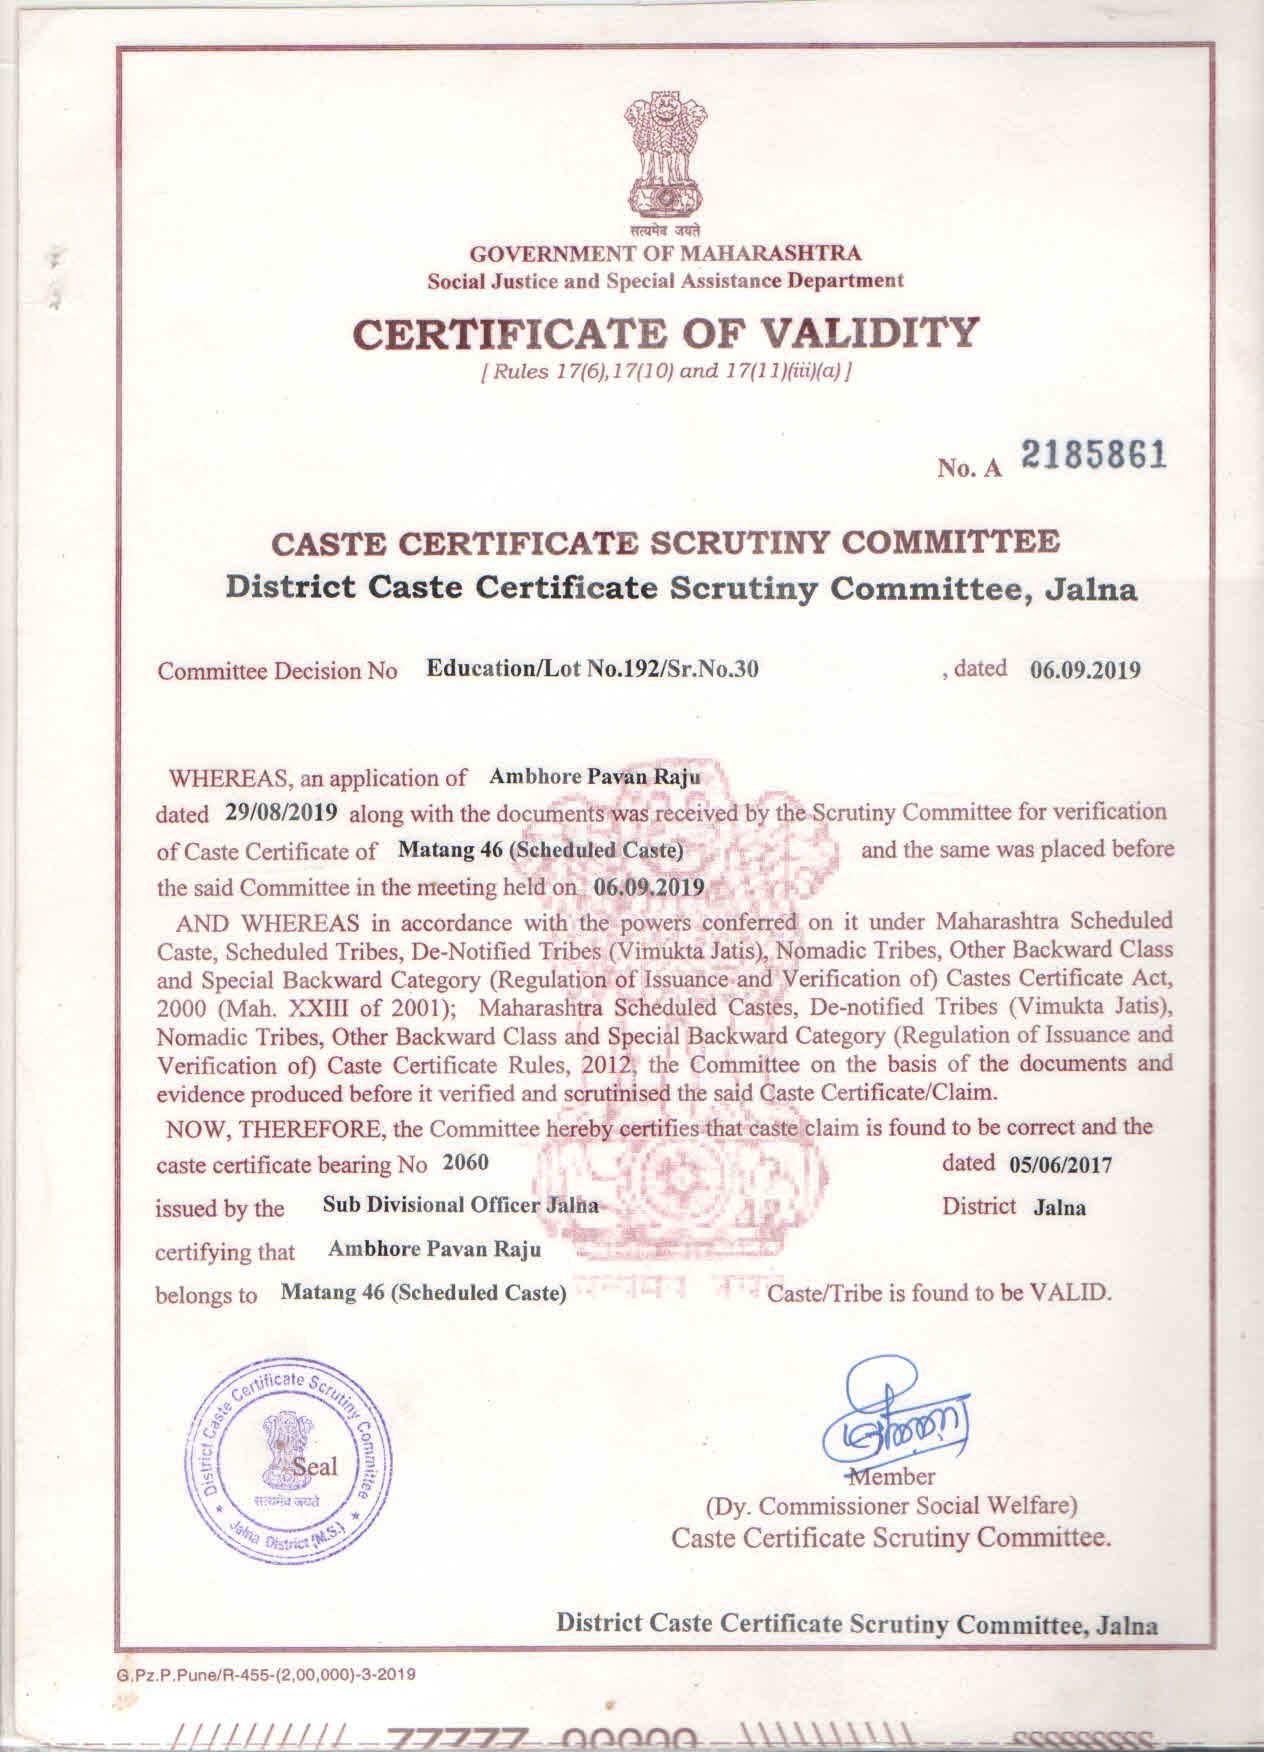 सत्यमेव जयते
GOVERNMENT OF MAHARASHTRA
Social Justice and Special Assistance Department
CERTIFICATE OF VALIDITY
[ Rules 17(6),17(10) and 17(11)(iii)(a) ]
No. A 2185861
CASTE CERTIFICATE SCRUTINY COMMITTEE
District Caste Certificate Scrutiny Committee, Jalna
Committee Decision No Education/Lot No.192/Sr.No.30 , dated 06.09.2019
WHEREAS, an application of Ambhore Pavan Raju
dated 29/08/2019 along with the documents was received by the Scrutiny Committee for verification
of Caste Certificate of Matang 46 (Scheduled Caste) and the same was placed before
the said Committee in the meeting held on 06.09.2019
AND WHEREAS in accordance with the powers conferred on it under Maharashtra Scheduled
Caste, Scheduled Tribes, De-Notified Tribes (Vimukta Jatis), Nomadic Tribes, Other Backward Class
and Special Backward Category (Regulation of Issuance and Verification of) Castes Certificate Act,
2000 (Mah. XXIII of 2001); Maharashtra Scheduled Castes, De-notified Tribes (Vimukta Jatis),
Nomadic Tribes, Other Backward Class and Special Backward Category (Regulation of Issuance and
Verification of) Caste Certificate Rules, 2012, the Committee on the basis of the documents and
evidence produced before it verified and scrutinised the said Caste Certificate/Claim.
NOW, THEREFORE, the Committee hereby certifies that caste claim is found to be correct and the
caste certificate bearing No 2060 dated 05/06/2017
issued by the Sub Divisional Officer Jalna District Jalna
certifying that Ambhore Pavan Raju
belongs to Matang 46 (Scheduled Caste) Caste/Tribe is found to be VALID.
District Caste Certificate Scrutiny Committee
Seal
सत्यमेव जयते
Jalna District (M.S.)
Member
(Dy. Commissioner Social Welfare)
Caste Certificate Scrutiny Committee.
District Caste Certificate Scrutiny Committee, Jalna
G.Pz.P.Pune/R-455-(2,00,000)-3-2019